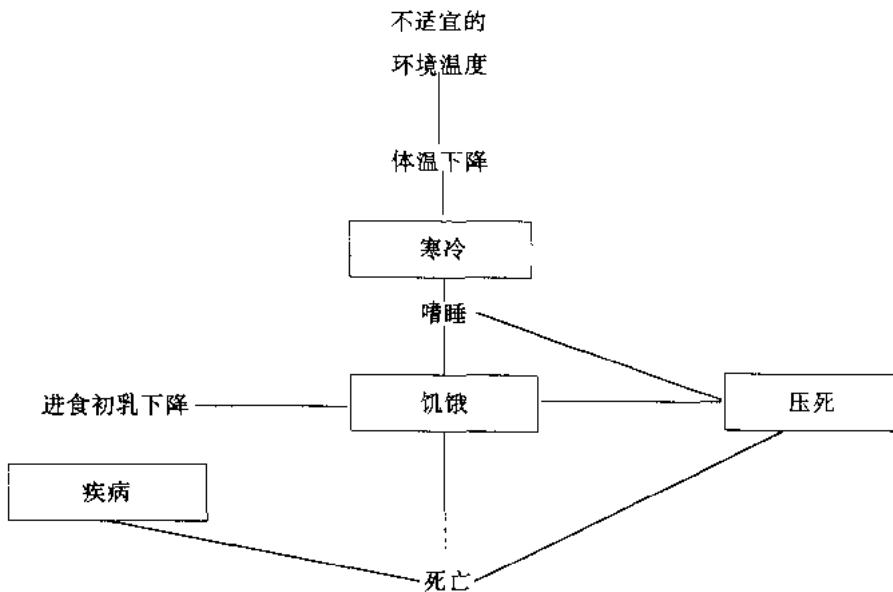 不适宜的
环境温度
体温下降
寒冷
嗜睡
进食初乳下降
饥饿
压死
疾病
死亡